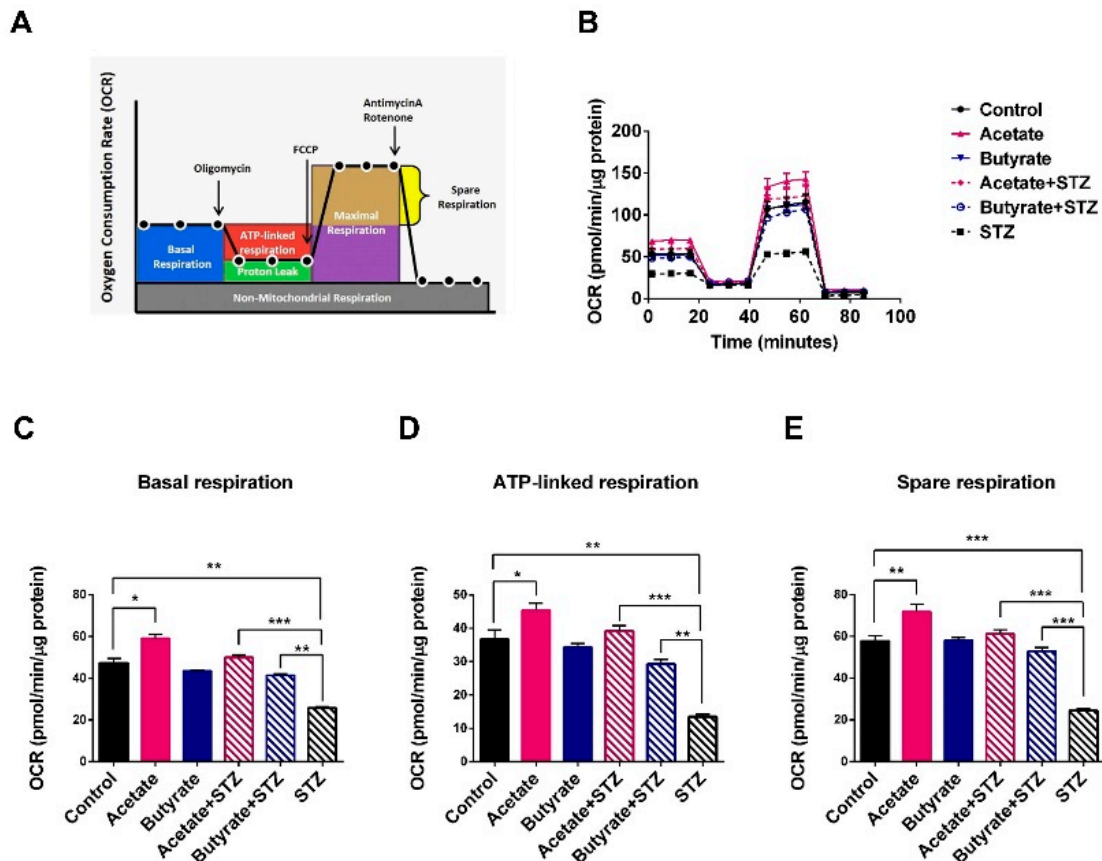 A
Oxygen Consumption Rate (OCR)
Oligomycin
FCCP
AntimycinA
Rotenone
Basal
Respiration
ATP-linked
respiration
Proton Leak
Maximal
Respiration
Spare
Respiration
Non-Mitochondrial Respiration
B
OCR (pmol/min/μg protein)
200
150
100
50
0
0 20 40 60 80 100
Time (minutes)
Control
Acetate
Butyrate
Acetate+STZ
Butyrate+STZ
STZ
C
Basal respiration
OCR (pmol/min/μg protein)
80
60
40
20
0
**
*
***
**
Control
Acetate
Butyrate
Acetate+STZ
Butyrate+STZ
STZ
D
ATP-linked respiration
OCR (pmol/min/μg protein)
50
40
30
20
10
0
**
*
***
**
Control
Acetate
Butyrate
Acetate+STZ
Butyrate+STZ
STZ
E
Spare respiration
OCR (pmol/min/μg protein)
80
60
40
20
0
***
**
***
***
Control
Acetate
Butyrate
Acetate+STZ
Butyrate+STZ
STZ